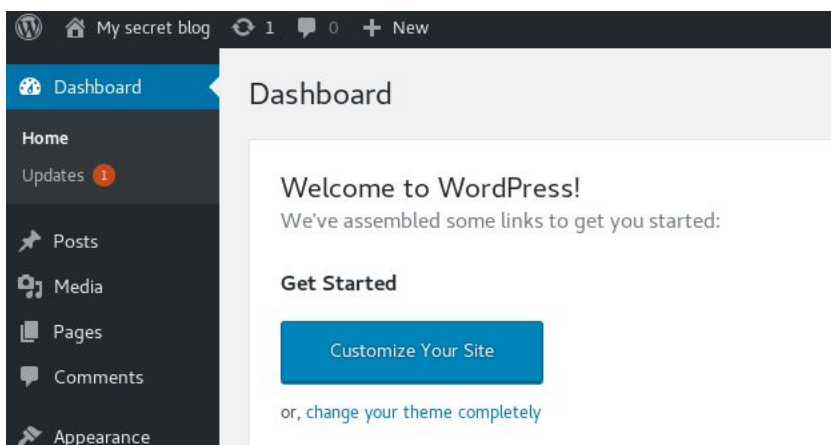 My secret blog 1 0 + New
Dashboard
Dashboard
Home
Updates 1
Welcome to WordPress!
We've assembled some links to get you started:
Posts
Media
Get Started
Pages
Customize Your Site
Comments
or, change your theme completely
Appearance